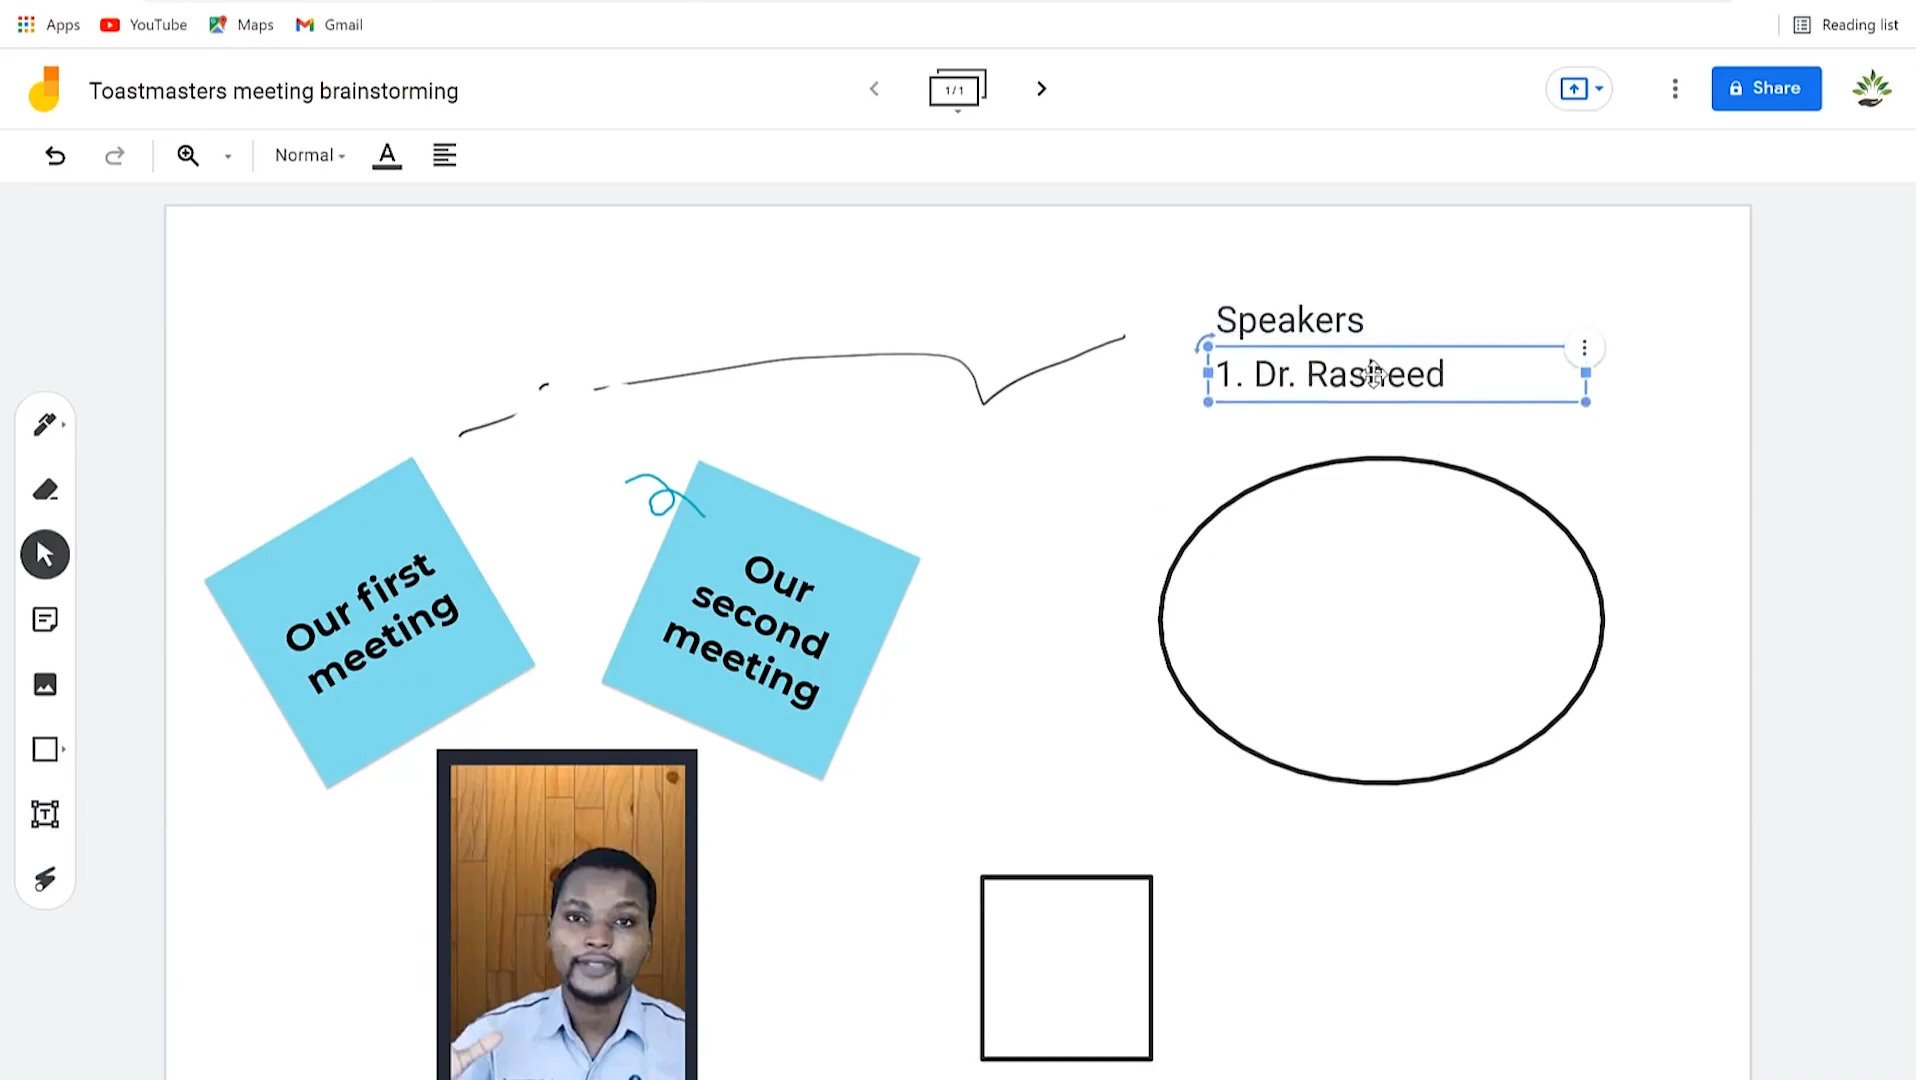 Apps YouTube Maps Gmail Reading list
Toastmasters meeting brainstorming 1/1 Share
Normal A
Speakers
1. Dr. Rasheed
Our first
meeting
Our
second
meeting